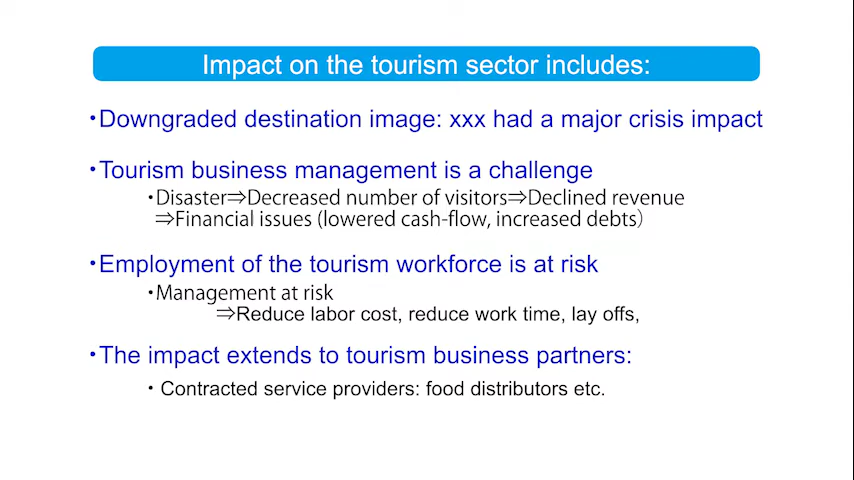 Impact on the tourism sector includes:
・Downgraded destination image: xxx had a major crisis impact
・Tourism business management is a challenge
・Disaster⇒Decreased number of visitors⇒Declined revenue
⇒Financial issues (lowered cash-flow, increased debts)
・Employment of the tourism workforce is at risk
・Management at risk
⇒Reduce labor cost, reduce work time, lay offs,
・The impact extends to tourism business partners:
・Contracted service providers: food distributors etc.